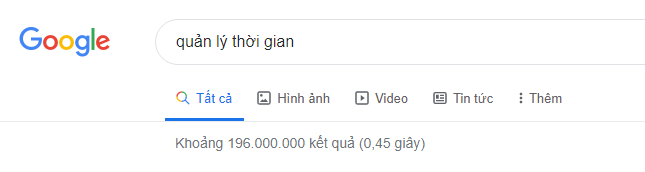 Google
quản lý thời gian
Tất cả Hình ảnh Video Tin tức Thêm
Khoảng 196.000.000 kết quả (0,45 giây)